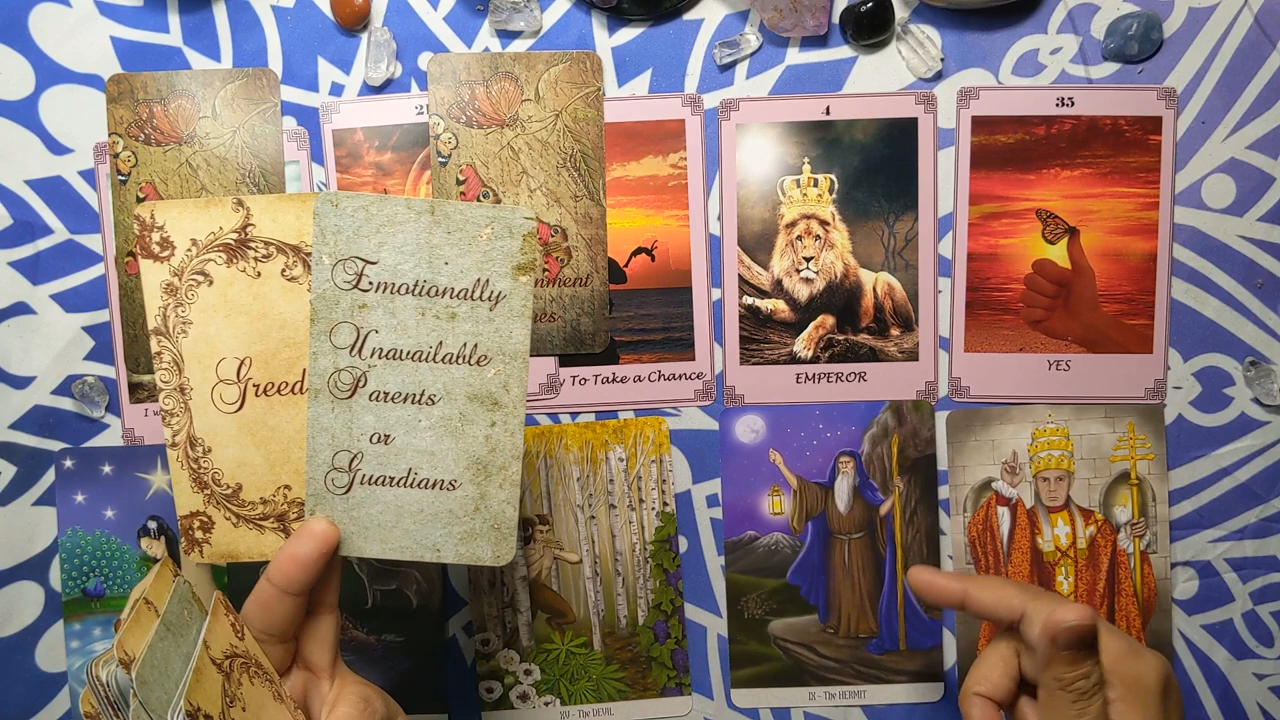 4
35
Emotionally
Unavailable
Parents
or
Guardians
Greed
To Take a Chance
EMPEROR
YES
XV - The DEVIL
IX - The HERMIT